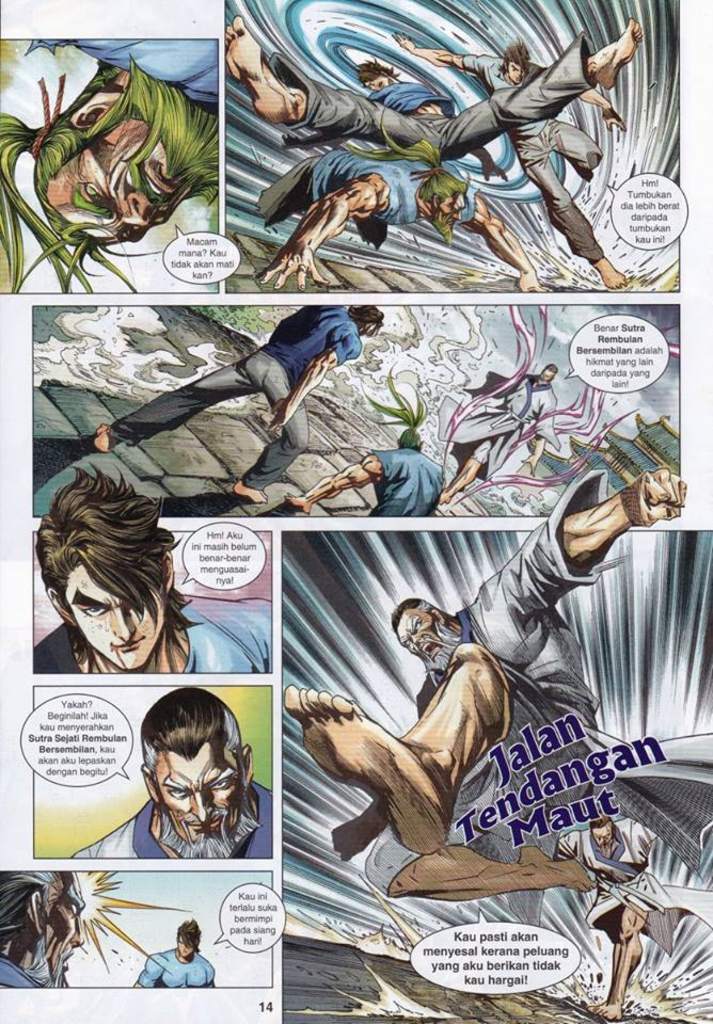 Macam
mana? Kau
tidak akan mati
kan?
Hm!
Tumbukan
dia lebih berat
daripada
tumbukan
kau ini!
Benar Sutra
Rembulan
Bersembilan adalah
hikmat yang lain
daripada yang
lain!
Hm! Aku
ini masih belum
benar-benar
menguasai-
nya!
Yakah?
Beginilah! Jika
kau menyerahkan
Sutra Sejati Rembulan
Bersembilan, kau
akan aku lepaskan
dengan begitu!
Kau ini
terlalu suka
bermimpi
pada siang
hari!
Jalan
Tendangan
Maut
Kau pasti akan
menyesal kerana peluang
yang aku berikan tidak
kau hargai!
14